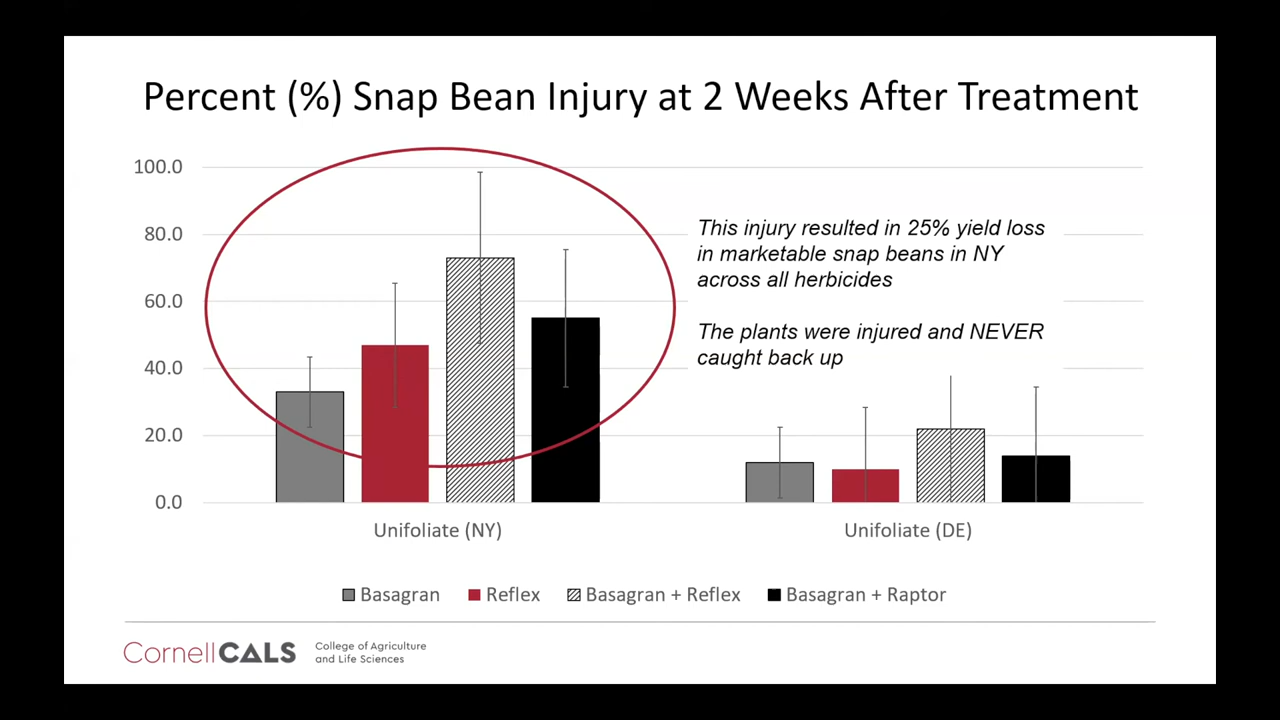 Percent (%) Snap Bean Injury at 2 Weeks After Treatment
100.0
80.0
60.0
40.0
20.0
0.0
This injury resulted in 25% yield loss
in marketable snap beans in NY
across all herbicides
The plants were injured and NEVER
caught back up
Unifoliate (NY)
Unifoliate (DE)
Basagran
Reflex
Basagran + Reflex
Basagran + Raptor
CornellCALS
College of Agriculture
and Life Sciences